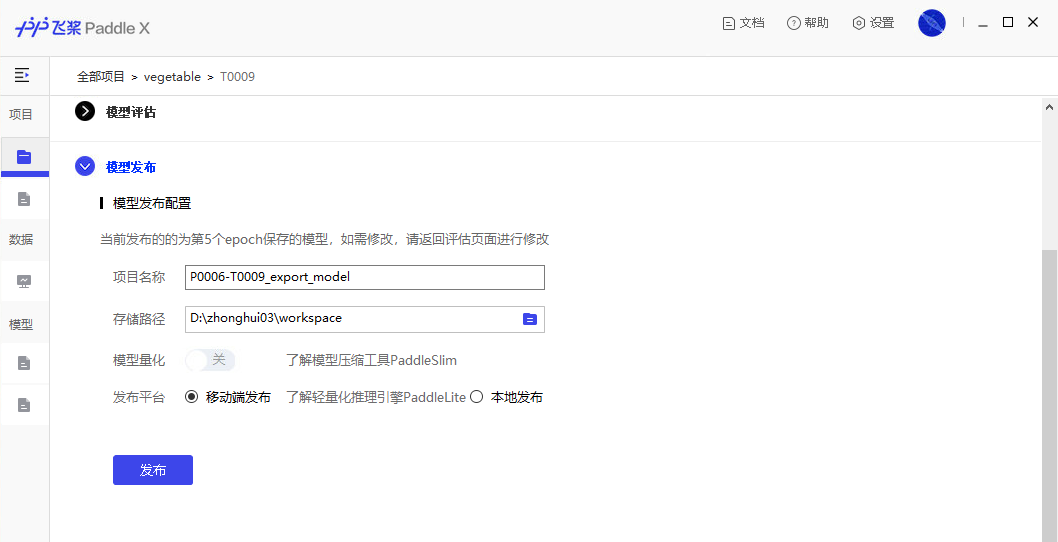 飞桨 Paddle X
文档 帮助 设置
全部项目 > vegetable > T0009
项目
数据
模型
模型评估
模型发布
模型发布配置
当前发布的的为第5个epoch保存的模型，如需修改，请返回评估页面进行修改
项目名称 P0006-T0009_export_model
存储路径 D:\zhonghui03\workspace
模型量化 关 了解模型压缩工具PaddleSlim
发布平台 移动端发布 了解轻量化推理引擎PaddleLite 本地发布
发布